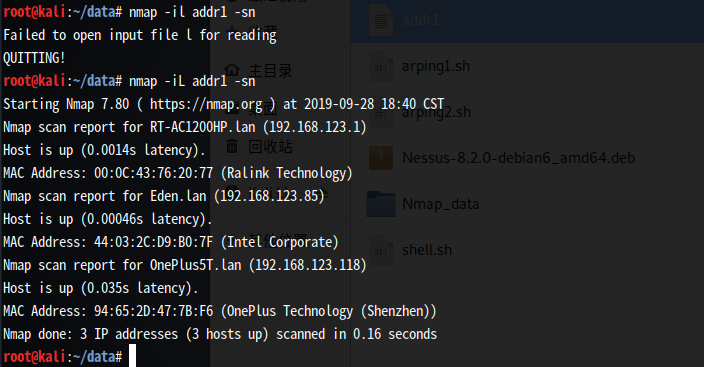 root@kali:~/data# nmap -il addr1 -sn
Failed to open input file l for reading
QUITTING!
root@kali:~/data# nmap -iL addr1 -sn
Starting Nmap 7.80 ( https://nmap.org ) at 2019-09-28 18:40 CST
Nmap scan report for RT-AC1200HP.lan (192.168.123.1)
Host is up (0.0014s latency).
MAC Address: 00:0C:43:76:20:77 (Ralink Technology)
Nmap scan report for Eden.lan (192.168.123.85)
Host is up (0.00046s latency).
MAC Address: 44:03:2C:D9:B0:7F (Intel Corporate)
Nmap scan report for OnePlus5T.lan (192.168.123.118)
Host is up (0.035s latency).
MAC Address: 94:65:2D:47:7B:F6 (OnePlus Technology (Shenzhen))
Nmap done: 3 IP addresses (3 hosts up) scanned in 0.16 seconds
root@kali:~/data#
主目录
回收站
addr1
arping1.sh
arping2.sh
Nessus-8.2.0-debian6_amd64.deb
Nmap_data
shell.sh